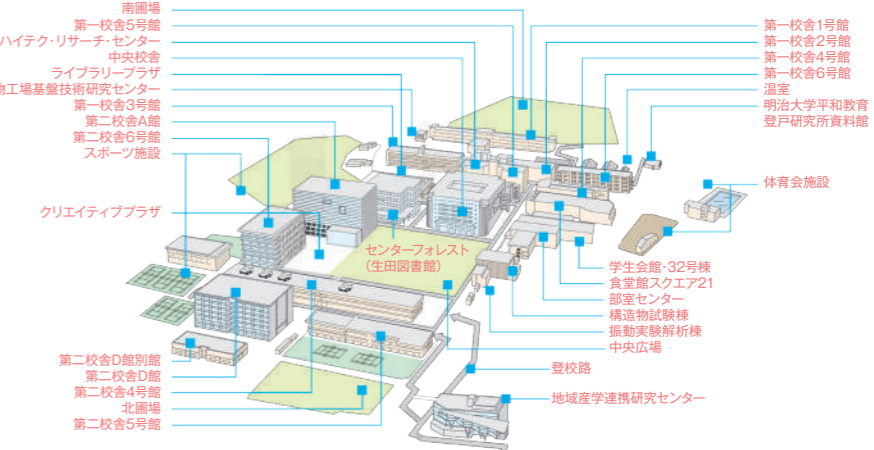 南圃場
第一校舎5号館
ハイテク・リサーチ・センター
中央校舎
ライブラリープラザ
物工場基盤技術研究センター
第一校舎3号館
第二校舎A館
第二校舎6号館
スポーツ施設
クリエイティブプラザ
第一校舎1号館
第一校舎2号館
第一校舎4号館
第一校舎6号館
温室
明治大学平和教育
登戸研究所資料館
体育会施設
センターフォレスト
(生田図書館)
学生会館・32号棟
食堂館スクエア21
部室センター
構造物試験棟
振動実験解析棟
中央広場
登校路
地域産学連携研究センター
第二校舎D館別館
第二校舎D館
第二校舎4号館
北圃場
第二校舎5号館